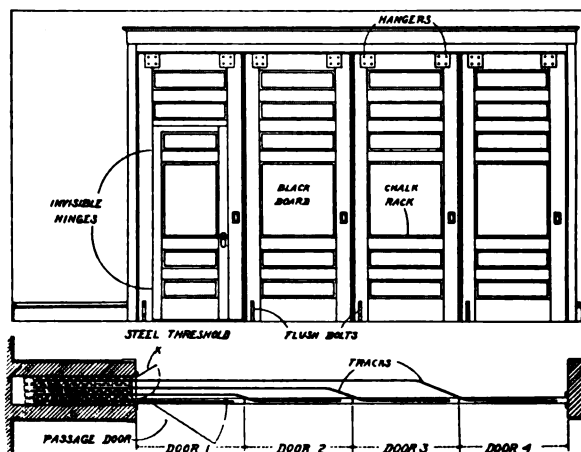 HANGERS
INVISIBLE
HINGES
BLACK
BOARD
CHALK
RACK
STEEL THRESHOLD
FLUSH BOLTS
X
TRACKS
PASSAGE DOOR
DOOR 1
DOOR 2
DOOR 3
DOOR 4